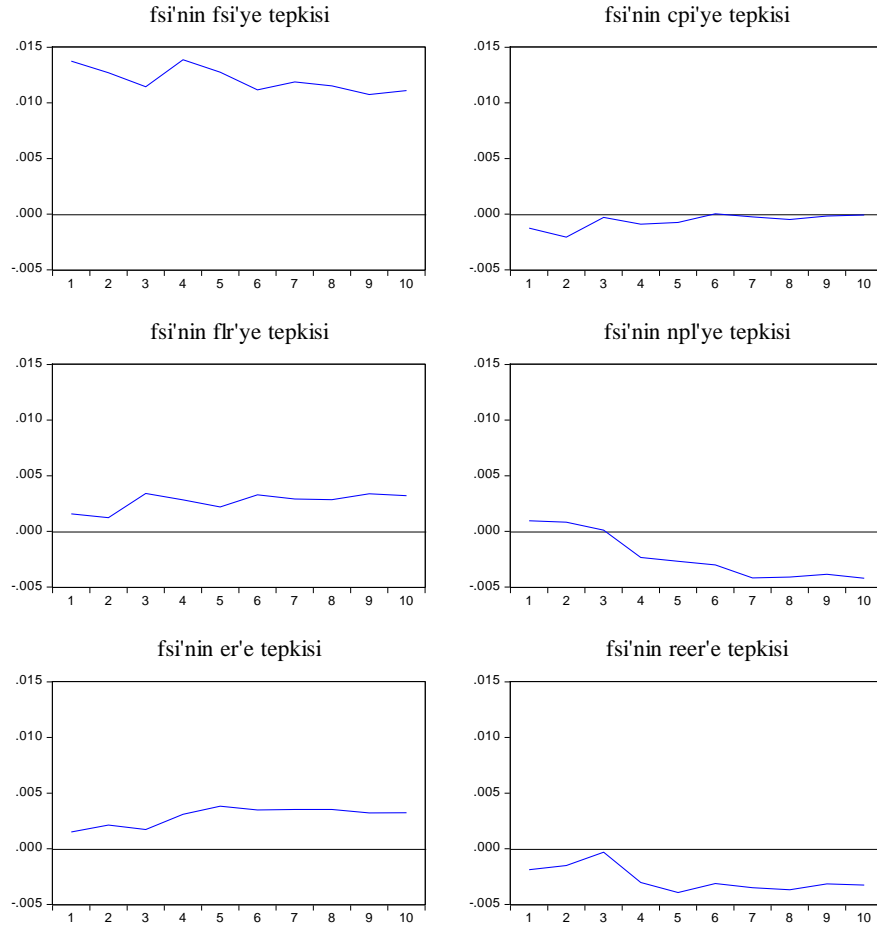 fsi'nin fsi'ye tepkisi
.015
.010
.005
.000
-.005
1 2 3 4 5 6 7 8 9 10
fsi'nin cpi'ye tepkisi
.015
.010
.005
.000
-.005
1 2 3 4 5 6 7 8 9 10
fsi'nin flr'ye tepkisi
.015
.010
.005
.000
-.005
1 2 3 4 5 6 7 8 9 10
fsi'nin npl'ye tepkisi
.015
.010
.005
.000
-.005
1 2 3 4 5 6 7 8 9 10
fsi'nin er'e tepkisi
.015
.010
.005
.000
-.005
1 2 3 4 5 6 7 8 9 10
fsi'nin reer'e tepkisi
.015
.010
.005
.000
-.005
1 2 3 4 5 6 7 8 9 10